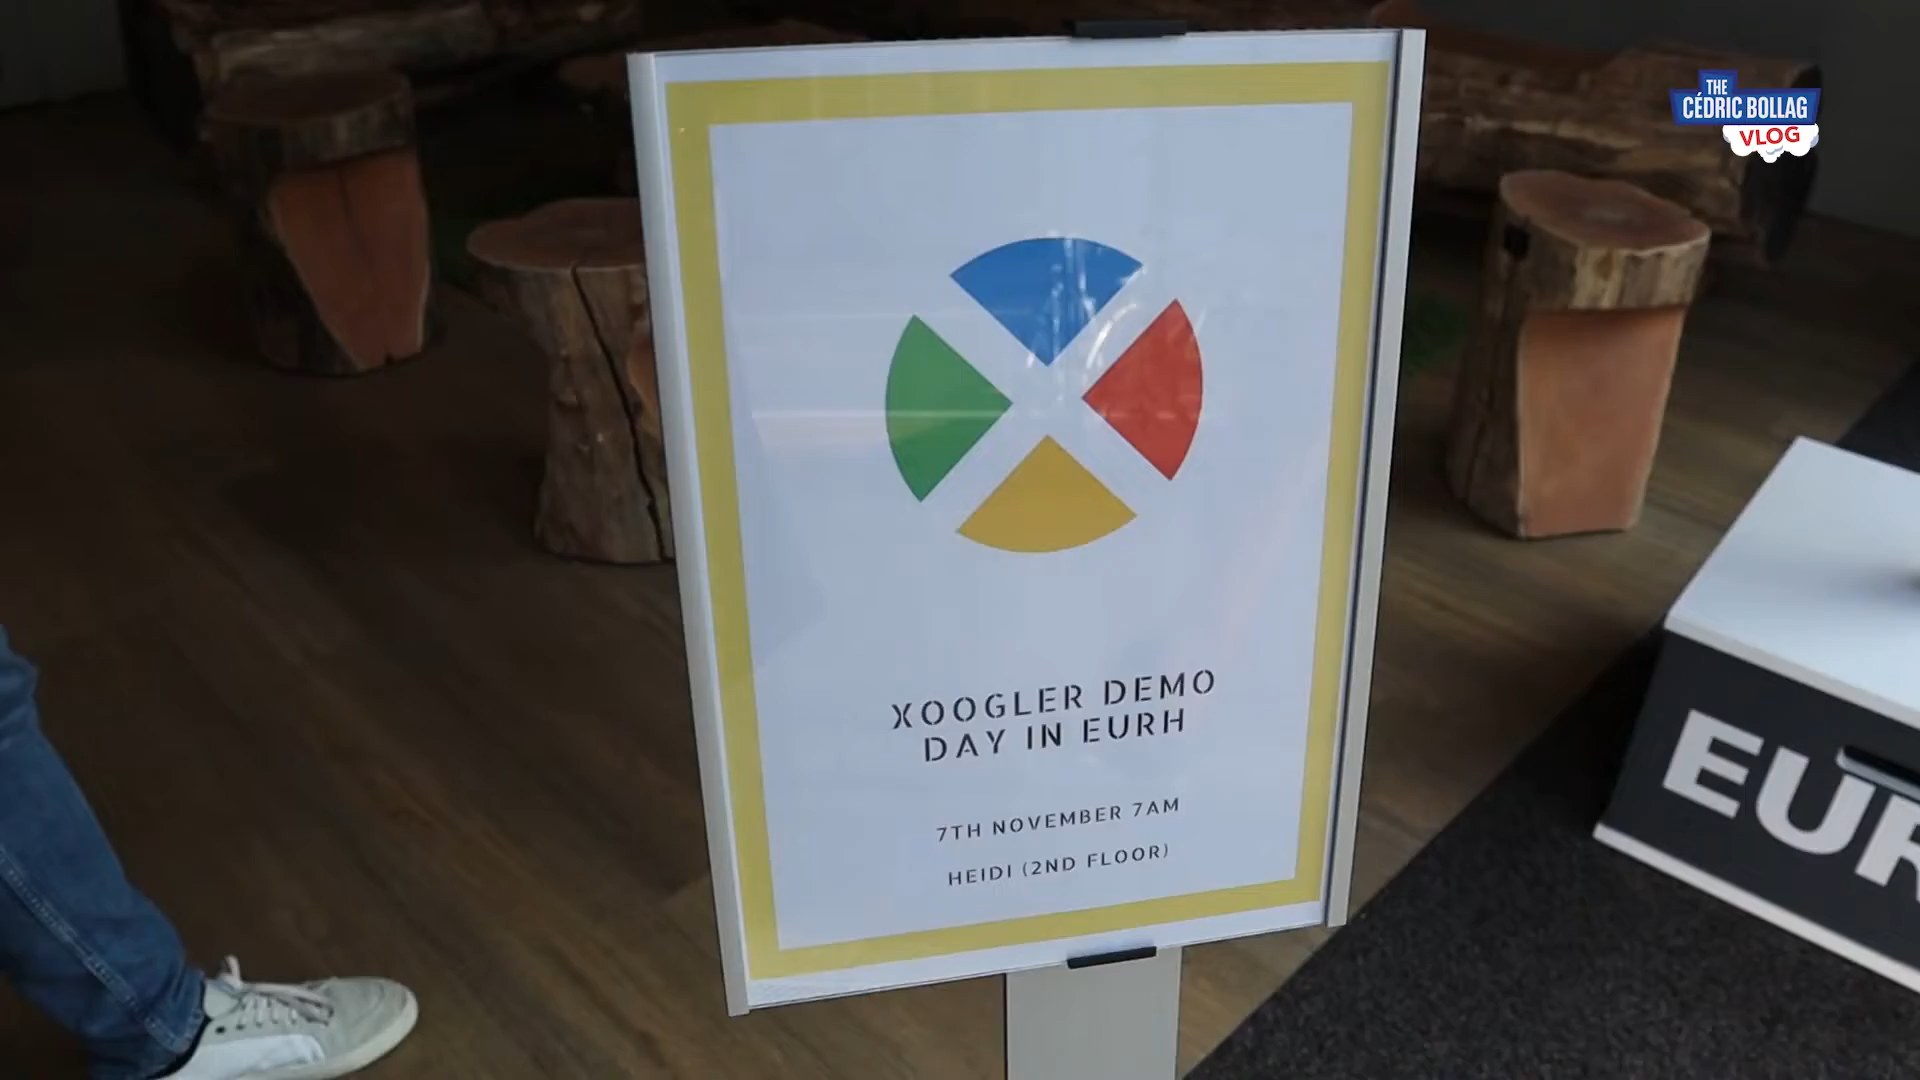 THE
CÉDRIC BOLLAG
VLOG
XOOGLER DEMO
DAY IN EURH
7TH NOVEMBER 7AM
HEIDI (2ND FLOOR)
EUR